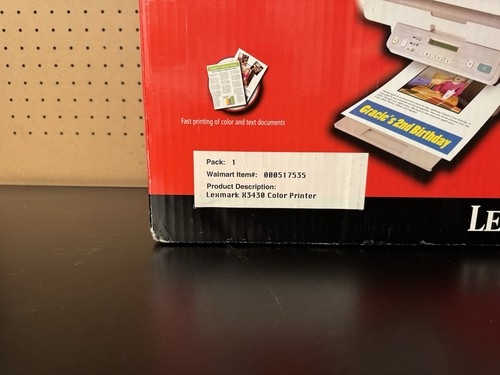 Fast printing of color and text documents
Gracie's 2nd Birthday
Pack: 1
Walmart Item#: 000517535
Product Description:
Lexmark X3430 Color Printer
LE